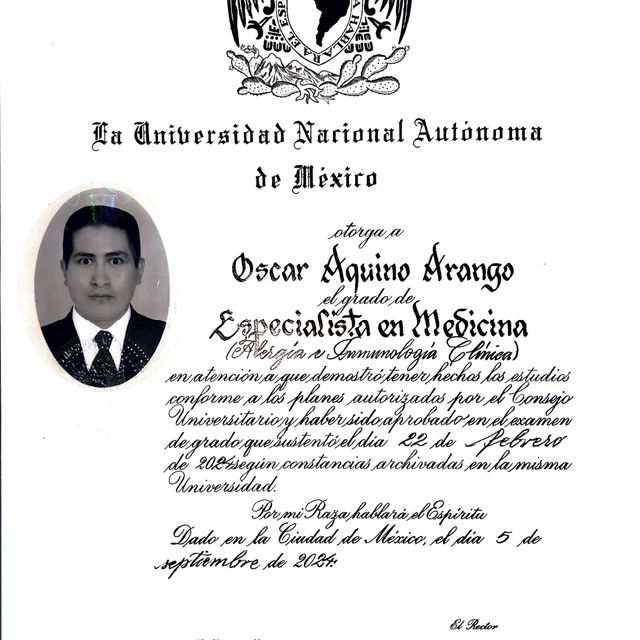 La Universidad Nacional Autónoma
de México
otorga a
Oscar Aquino Arango
el grado de
Especialista en Medicina
(Alergia e Inmunología Clínica)
en atención a que demostró tener hechos los estudios
conforme a los planes autorizados por el Consejo
Universitario y haber sido aprobado en el examen
de grado que sustentó el día 22 de febrero
de 2024 según constancias archivadas en la misma
Universidad.
Por mi Raza hablará el Espíritu
Dado en la Ciudad de México, el día 5 de
septiembre de 2024.
El Rector